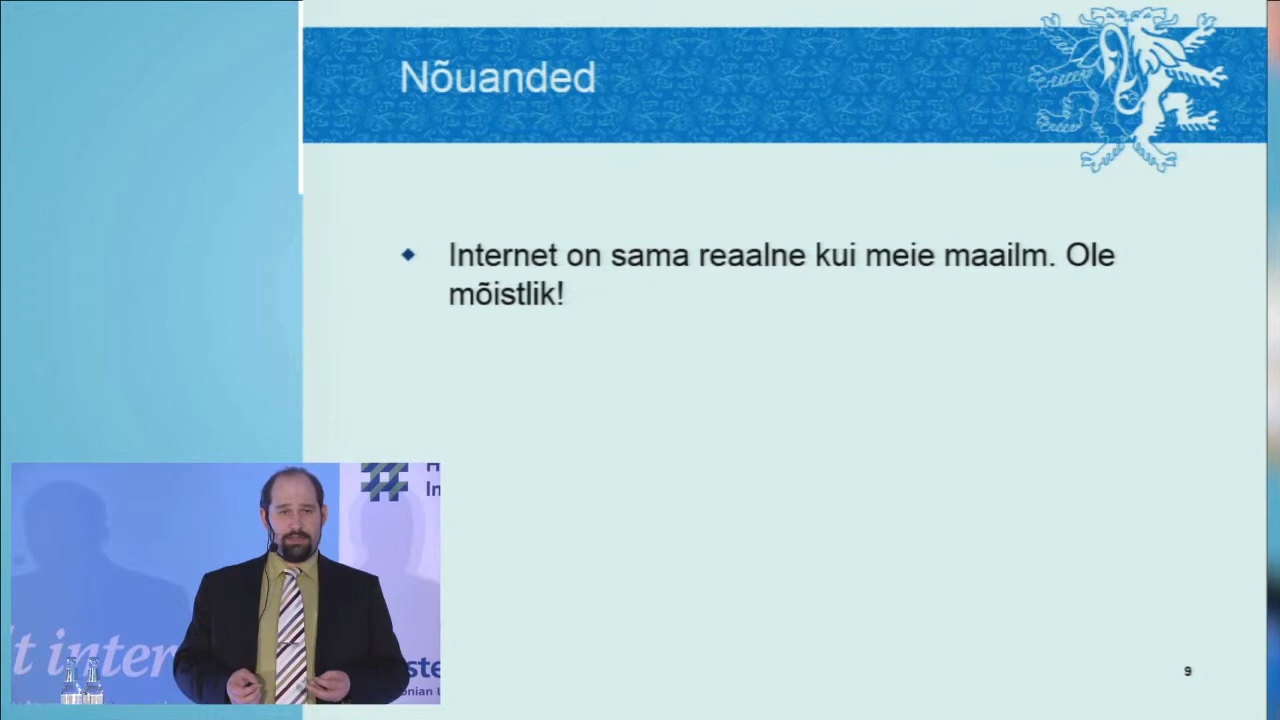 Nõuanded
Internet on sama reaalne kui meie maailm. Ole
mõistlik!
9